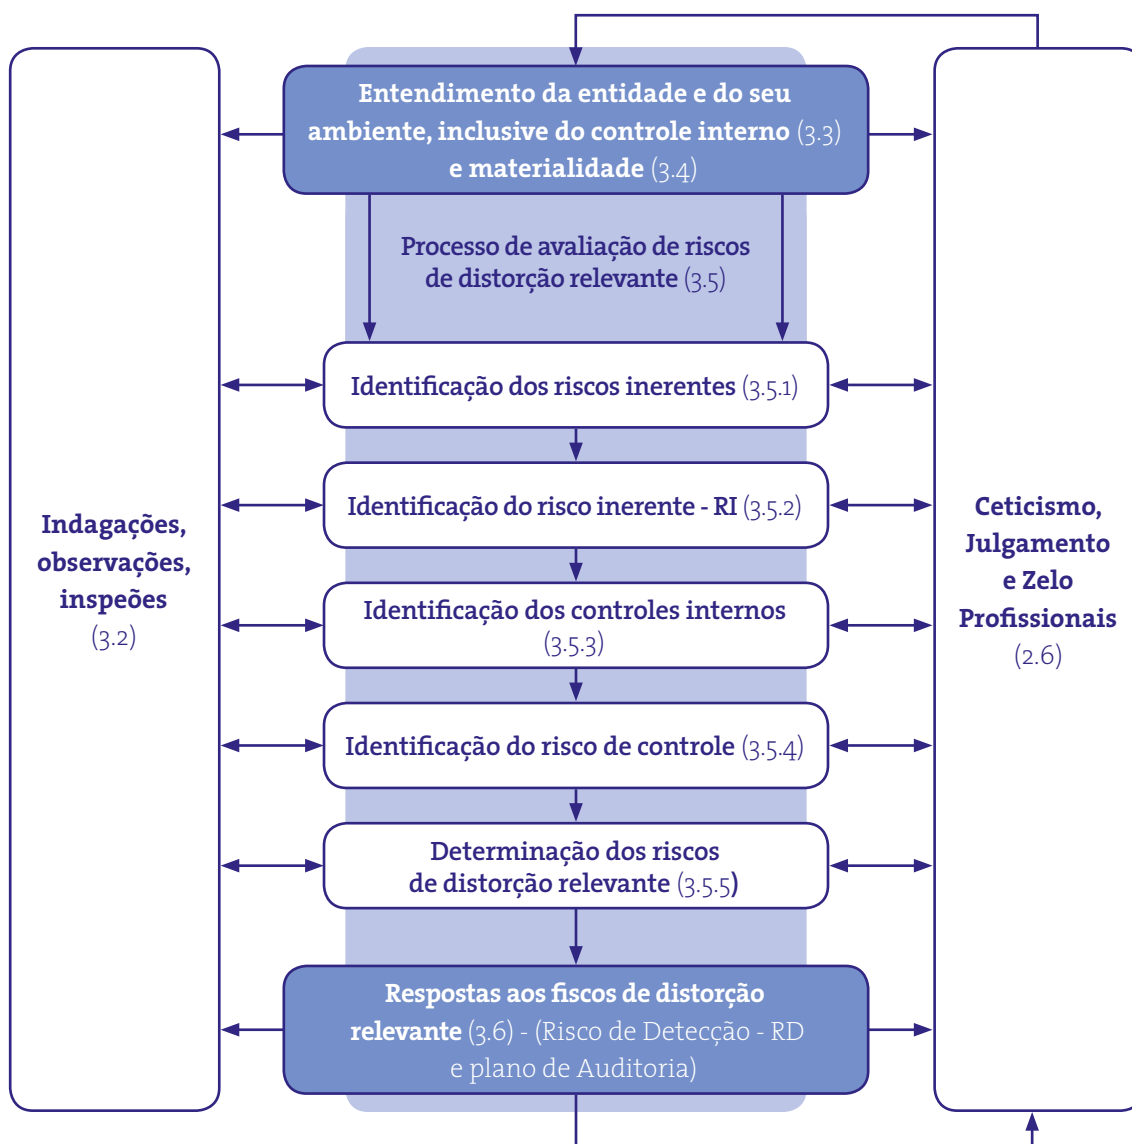 Entendimento da entidade e do seu
ambiente, inclusive do controle interno (3.3)
e materialidade (3.4)
Processo de avaliação de riscos
de distorção relevante (3.5)
Identificação dos riscos inerentes (3.5.1)
Identificação do risco inerente - RI (3.5.2)
Identificação dos controles internos
(3.5.3)
Identificação do risco de controle (3.5.4)
Determinação dos riscos
de distorção relevante (3.5.5)
Respostas aos fiscos de distorção
relevante (3.6) - (Risco de Detecção - RD
e plano de Auditoria)
Indagações,
observações,
inspeões
(3.2)
Ceticismo,
Julgamento
e Zelo
Profissionais
(2.6)